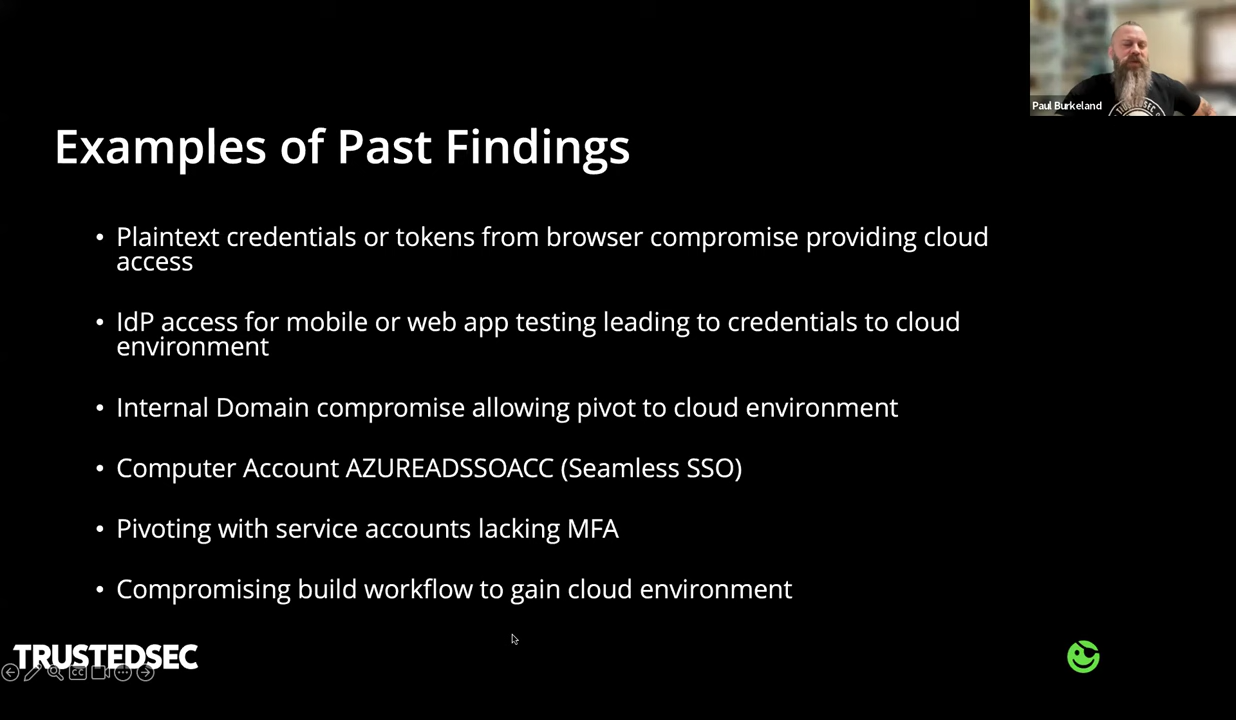 Paul Burkeland
Examples of Past Findings
• Plaintext credentials or tokens from browser compromise providing cloud
access
• IdP access for mobile or web app testing leading to credentials to cloud
environment
• Internal Domain compromise allowing pivot to cloud environment
• Computer Account AZUREADSSOACC (Seamless SSO)
• Pivoting with service accounts lacking MFA
• Compromising build workflow to gain cloud environment
TRUSTEDSEC
CC